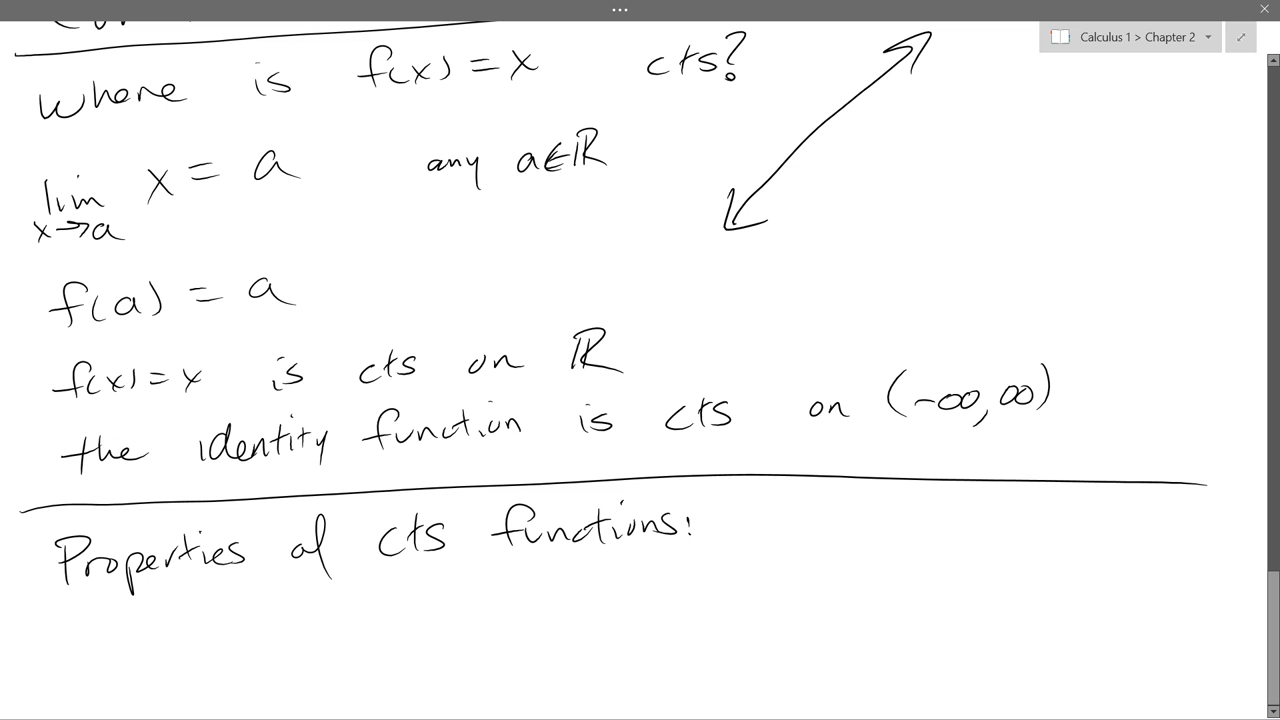 Calculus 1 > Chapter 2
where is f(x) = x cts?
lim x→a x = a any a∈ℝ
f(a) = a
f(x) = x is cts on ℝ
the identity function is cts on (-∞, ∞)
Properties of cts functions: